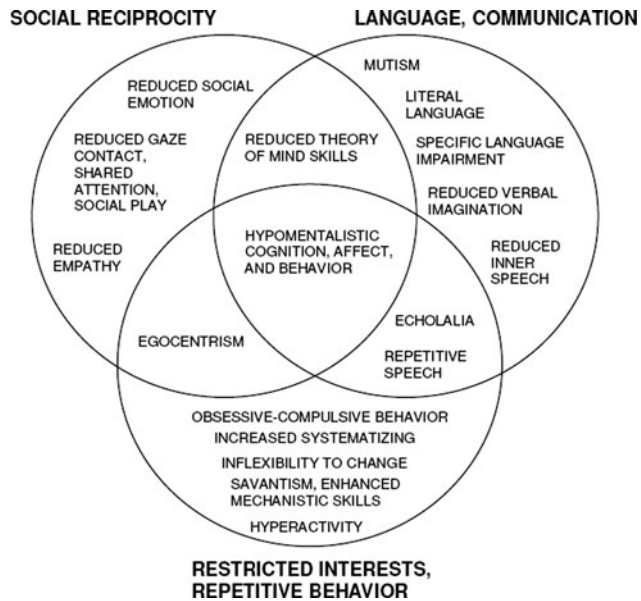 SOCIAL RECIPROCITY
LANGUAGE, COMMUNICATION
REDUCED SOCIAL
EMOTION
REDUCED GAZE
CONTACT,
SHARED
ATTENTION,
SOCIAL PLAY
REDUCED
EMPATHY
REDUCED THEORY
OF MIND SKILLS
MUTISM
LITERAL
LANGUAGE
SPECIFIC LANGUAGE
IMPAIRMENT
REDUCED VERBAL
IMAGINATION
REDUCED
INNER
SPEECH
HYPOMENTALISTIC
COGNITION, AFFECT,
AND BEHAVIOR
EGOCENTRISM
ECHOLALIA
REPETITIVE
SPEECH
OBSESSIVE-COMPULSIVE BEHAVIOR
INCREASED SYSTEMATIZING
INFLEXIBILITY TO CHANGE
SAVANTISM, ENHANCED
MECHANISTIC SKILLS
HYPERACTIVITY
RESTRICTED INTERESTS,
REPETITIVE BEHAVIOR